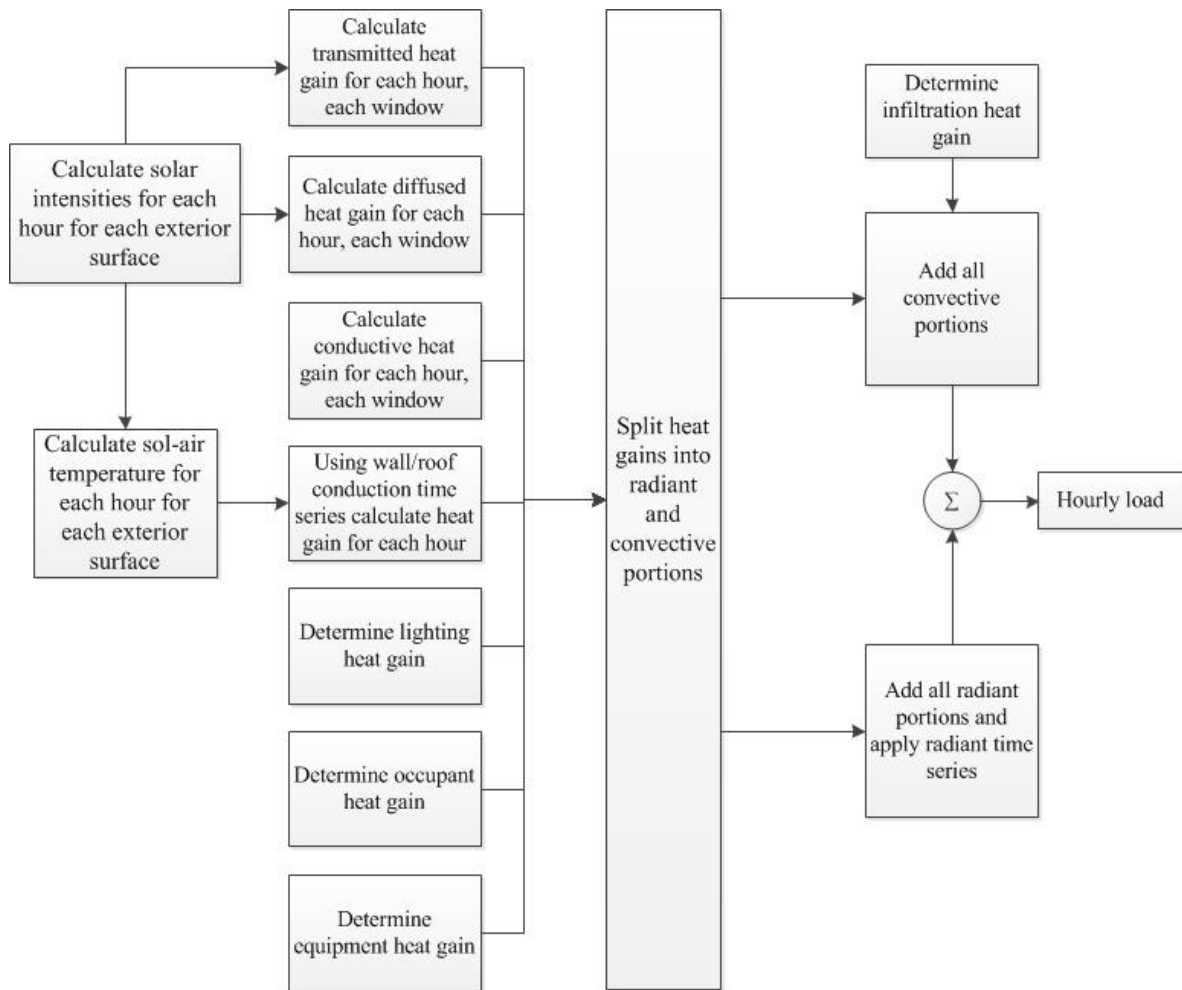 Calculate solar
intensities for each
hour for each exterior
surface
Calculate sol-air
temperature for
each hour for
each exterior
surface
Calculate
transmitted heat
gain for each hour,
each window
Calculate diffused
heat gain for each
hour, each window
Calculate
conductive heat
gain for each hour,
each window
Using wall/roof
conduction time
series calculate heat
gain for each hour
Determine lighting
heat gain
Determine occupant
heat gain
Determine
equipment heat gain
Split heat
gains into
radiant
and
convective
portions
Determine
infiltration heat
gain
Add all
convective
portions
Σ
Hourly load
Add all radiant
portions and
apply radiant time
series